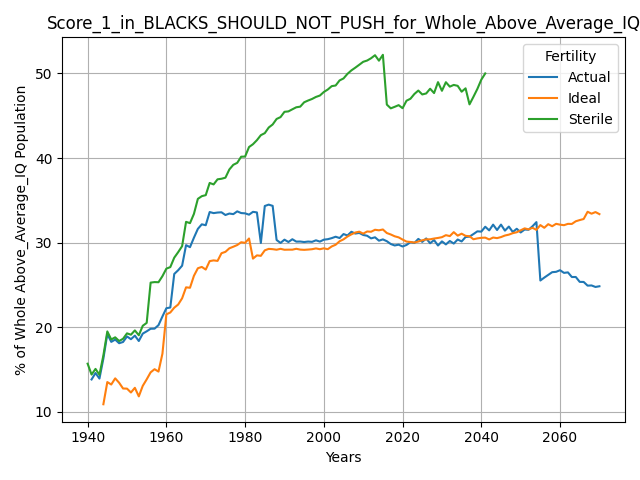 Score_1_in_BLACKS_SHOULD_NOT_PUSH_for_Whole_Above_Average_IQ
Fertility
Actual
Ideal
Sterile
% of Whole Above_Average_IQ Population
50
40
30
20
10
1940 1960 1980 2000 2020 2040 2060
Years